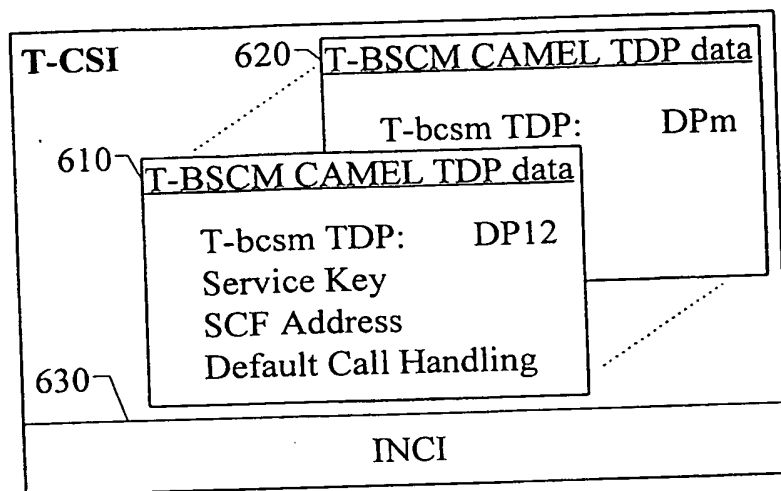 T-CSI
620
T-BSCM CAMEL TDP data
T-bcsm TDP: DPm
610
T-BSCM CAMEL TDP data
T-bcsm TDP: DP12
Service Key
SCF Address
Default Call Handling
630
INCI